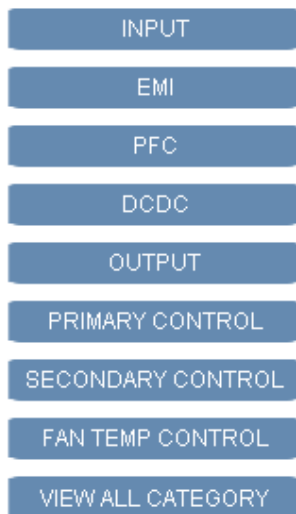 INPUT
EMI
PFC
DCDC
OUTPUT
PRIMARY CONTROL
SECONDARY CONTROL
FAN TEMP CONTROL
VIEW ALL CATEGORY